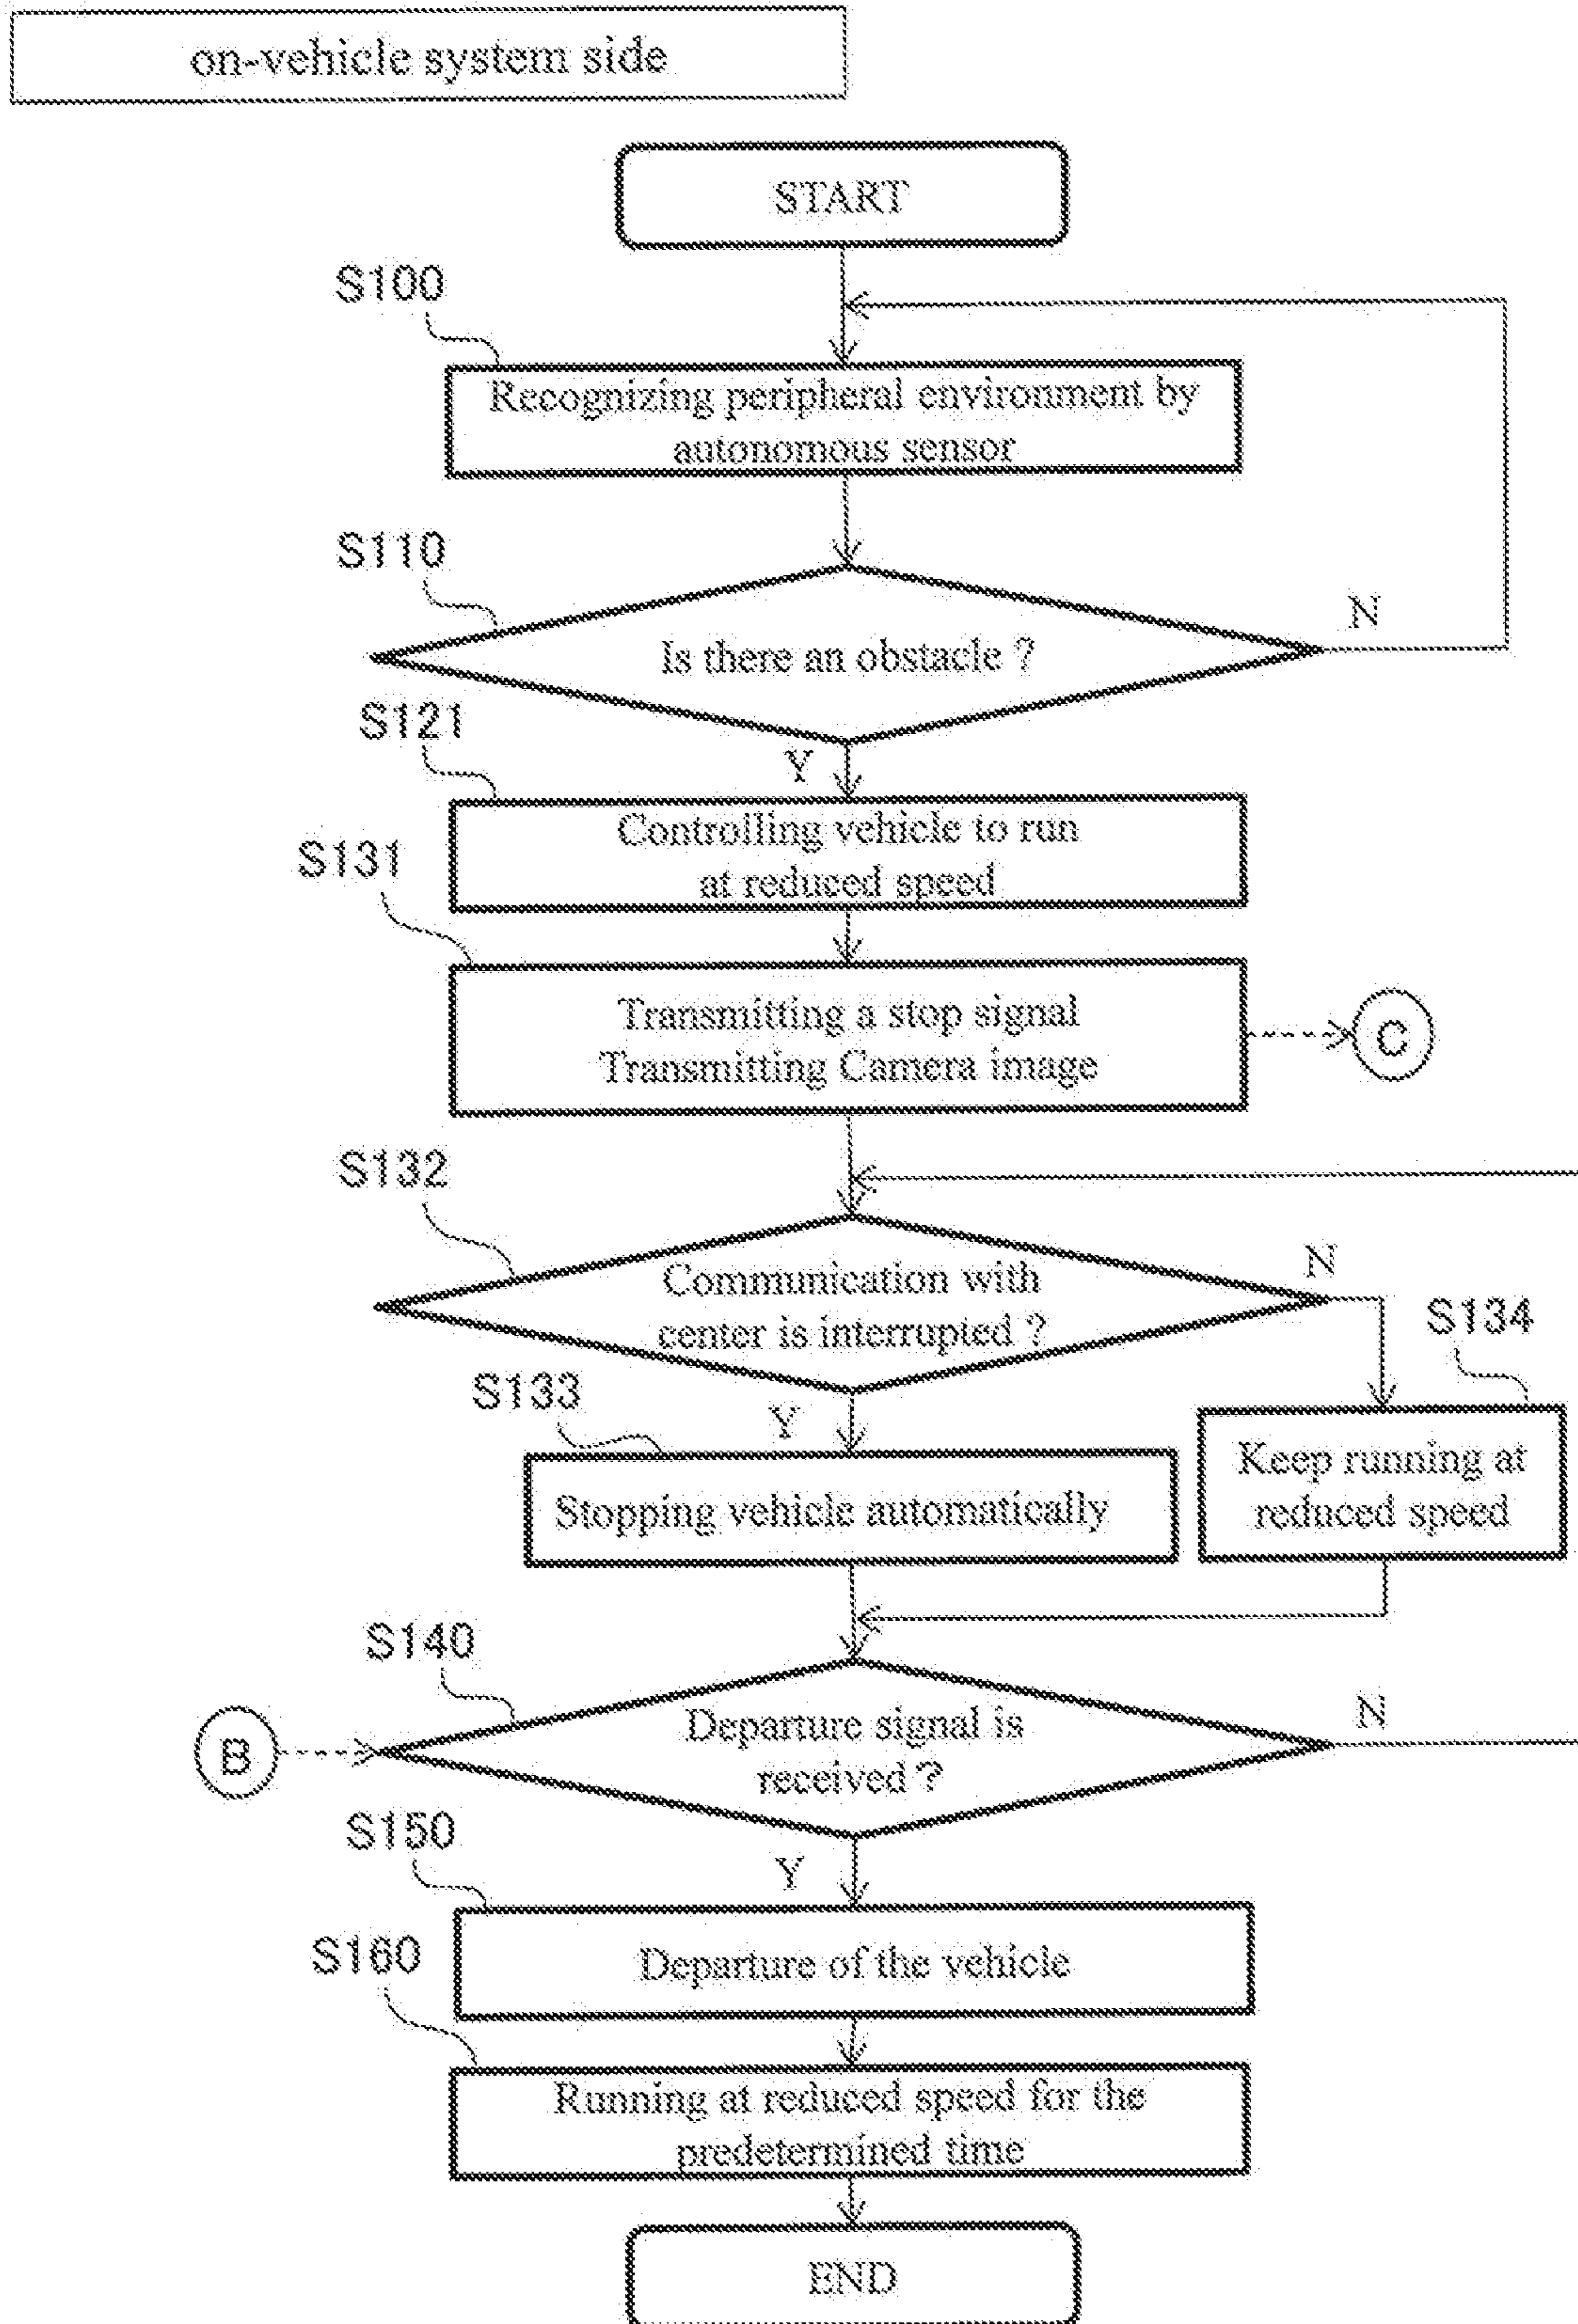 on-vehicle system side
START
S100
Recognizing peripheral environment by
autonomous sensor
S110
Is there an obstacle ?
N
S121
Y
Controlling vehicle to run
at reduced speed
S131
Transmitting a stop signal
Transmitting Camera image
C
S132
Communication with
center is interrupted ?
N
S134
S133
Y
Stopping vehicle automatically
Keep running at
reduced speed
S140
B
Departure signal is
received ?
N
S150
Y
Departure of the vehicle
S160
Running at reduced speed for the
predetermined time
END